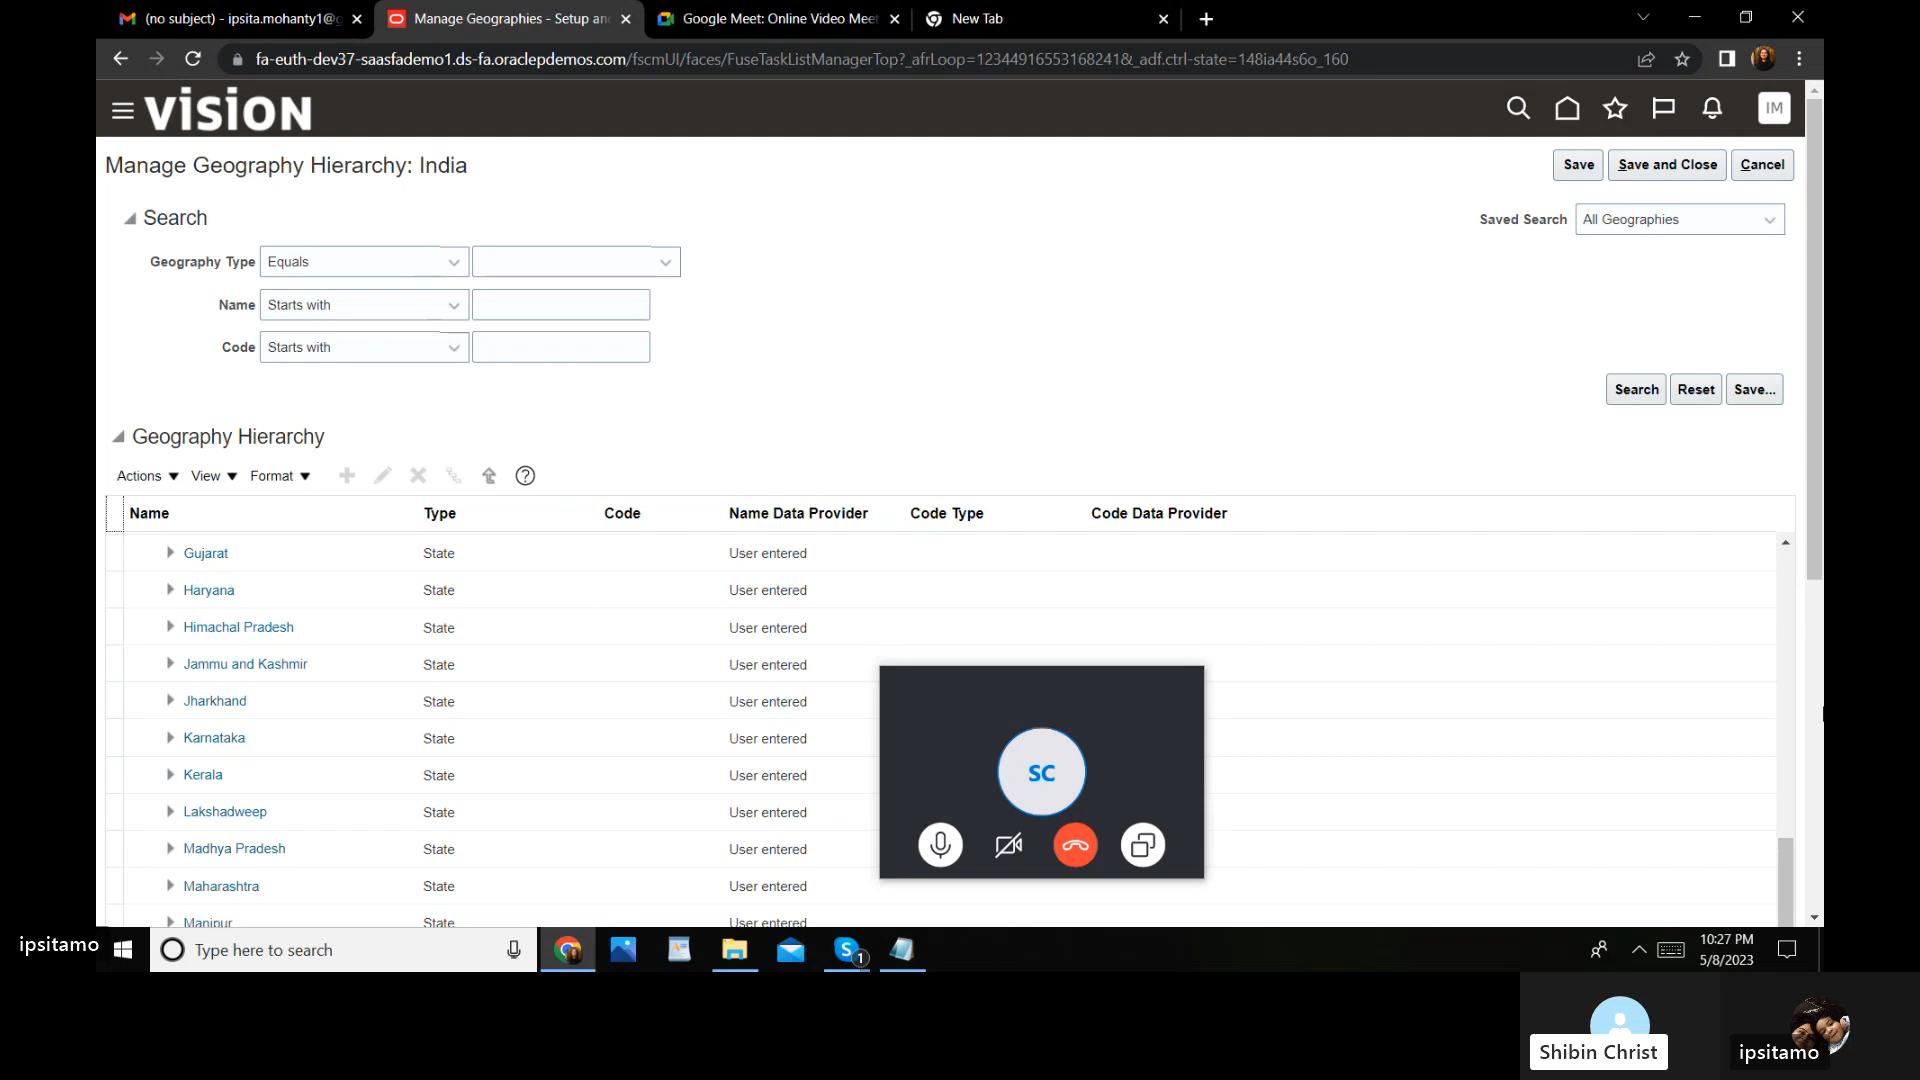 (no subject) - ipsita.mohanty1@g
Manage Geographies - Setup an
Google Meet: Online Video Meet
New Tab
fa-euth-dev37-saasfademo1.ds-fa.oraclepdemos.com/fscmUI/faces/FuseTaskListManagerTop?_afrLoop=12344916553168241&_adf.ctrl-state=148ia44s6o_160
VISION
IM
Manage Geography Hierarchy: India
Save
Save and Close
Cancel
Search
Saved Search
All Geographies
Geography Type
Equals
Name
Starts with
Code
Starts with
Search
Reset
Save...
Geography Hierarchy
Actions
View
Format
Name
Type
Code
Name Data Provider
Code Type
Code Data Provider
Gujarat State User entered
Haryana State User entered
Himachal Pradesh State User entered
Jammu and Kashmir State User entered
Jharkhand State User entered
Karnataka State User entered
Kerala State User entered
Lakshadweep State User entered
Madhya Pradesh State User entered
Maharashtra State User entered
Manipur State User entered
SC
ipsitamo
Type here to search
S
1
10:27 PM
5/8/2023
Shibin Christ
ipsitamo